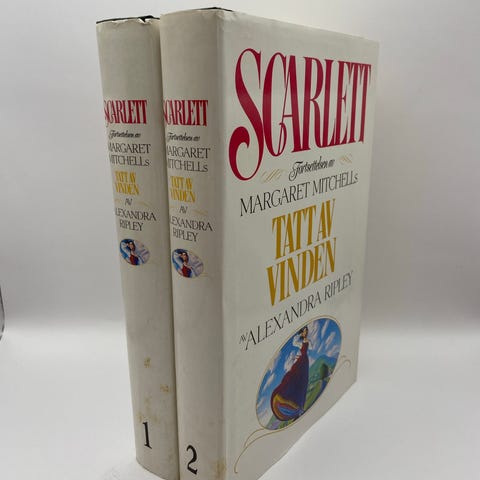 SCARLETT
Fortsettelsen av
MARGARET
MITCHELLs
TATT AV
VINDEN
AV
ALEXANDRA
RIPLEY
1
SCARLETT
Fortsettelsen av
MARGARET
MITCHELLs
TATT AV
VINDEN
AV
ALEXANDRA
RIPLEY
2
SCARLETT
Fortsettelsen av
MARGARET MITCHELLs
TATT AV
VINDEN
AV ALEXANDRA RIPLEY